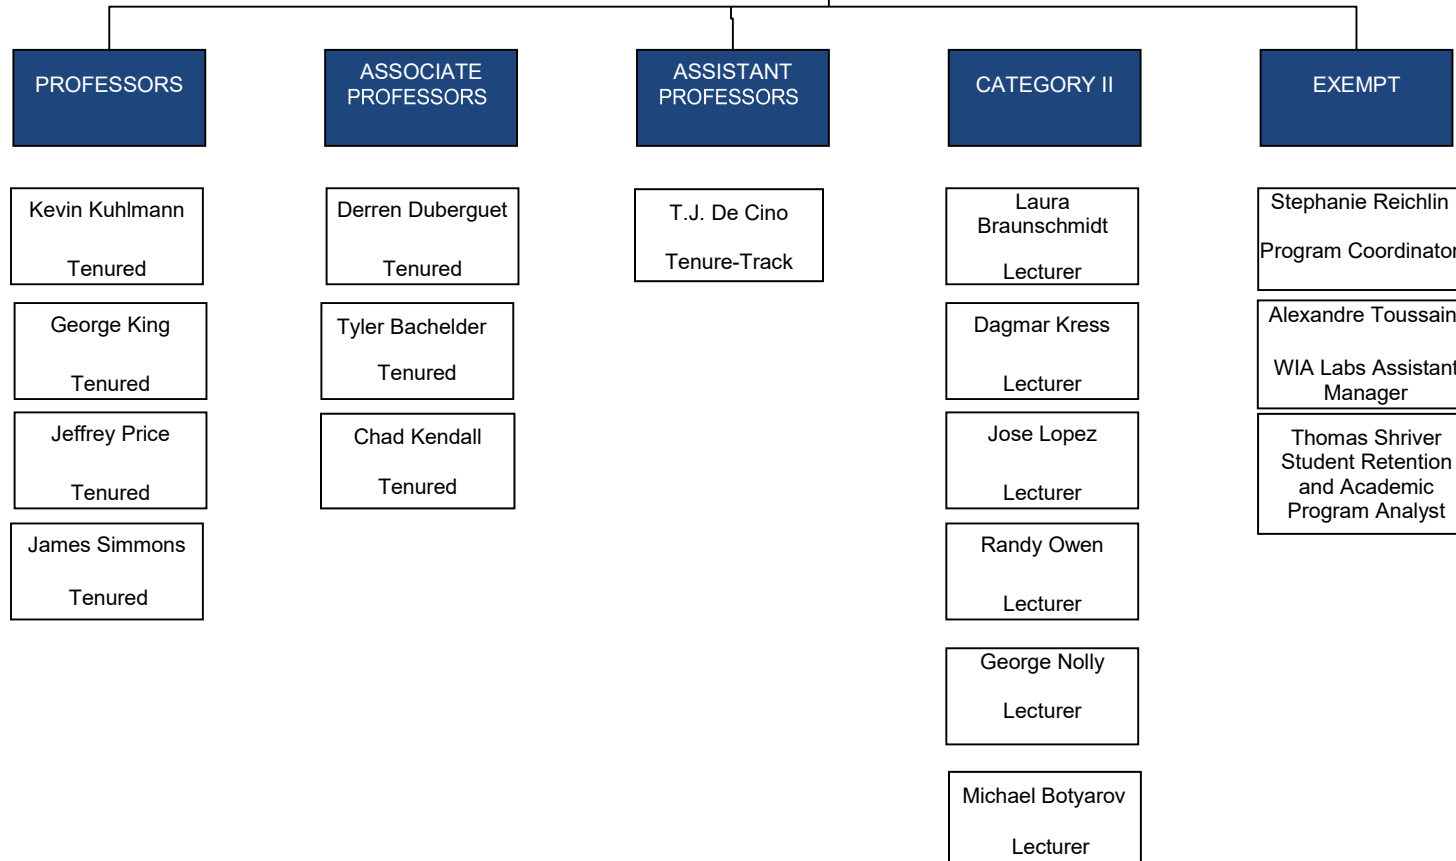 PROFESSORS
ASSOCIATE
PROFESSORS
ASSISTANT
PROFESSORS
CATEGORY II
EXEMPT
Kevin Kuhlmann
Tenured
George King
Tenured
Jeffrey Price
Tenured
James Simmons
Tenured
Derren Duberguet
Tenured
Tyler Bachelder
Tenured
Chad Kendall
Tenured
T.J. De Cino
Tenure-Track
Laura
Braunschmidt
Lecturer
Dagmar Kress
Lecturer
Jose Lopez
Lecturer
Randy Owen
Lecturer
George Nolly
Lecturer
Michael Botyarov
Lecturer
Stephanie Reichlin
Program Coordinator
Alexandre Toussain
WIA Labs Assistant
Manager
Thomas Shriver
Student Retention
and Academic
Program Analyst